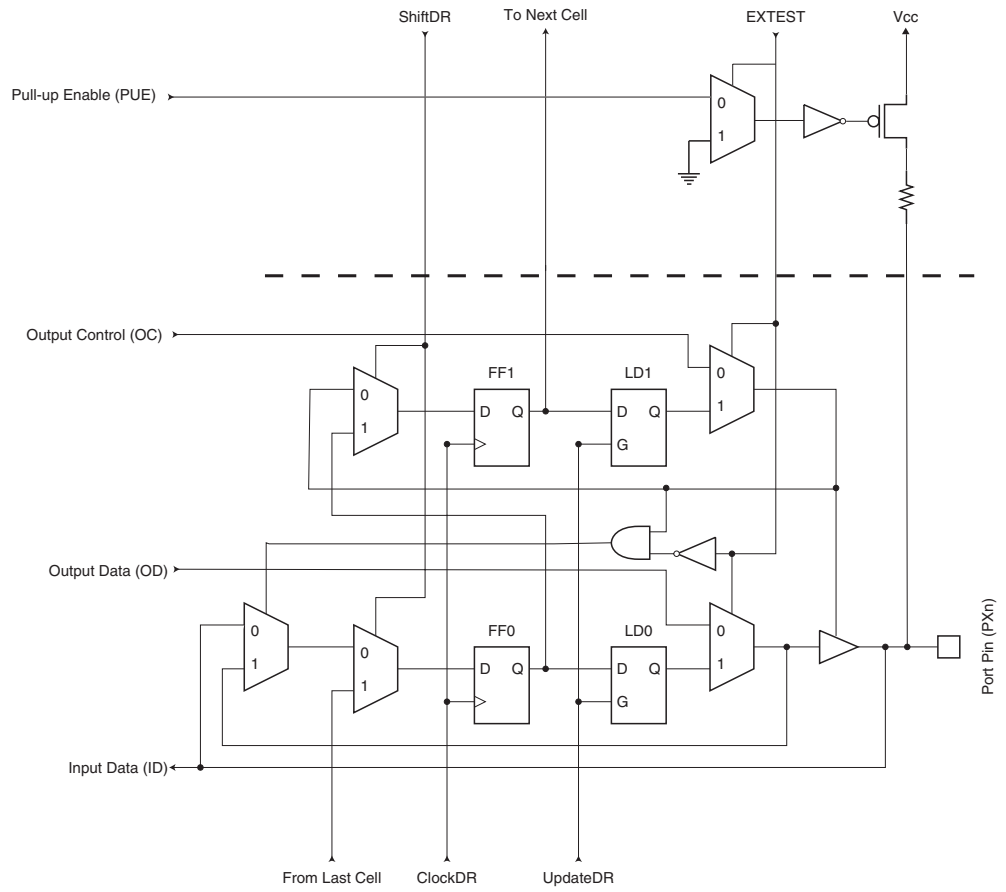 ShiftDR
To Next Cell
EXTEST
Vcc
Pull-up Enable (PUE)
0
1
Output Control (OC)
FF1
LD1
0
1
D Q
D Q
G
0
1
Output Data (OD)
FF0
LD0
0
1
0
1
D Q
D Q
G
0
1
Port Pin (PXn)
Input Data (ID)
From Last Cell
ClockDR
UpdateDR